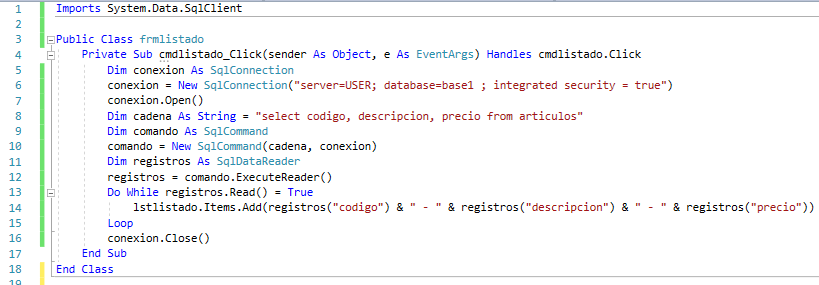 1 Imports System.Data.SqlClient
2
3 Public Class frmlistado
4 Private Sub cmdlistado_Click(sender As Object, e As EventArgs) Handles cmdlistado.Click
5 Dim conexion As SqlConnection
6 conexion = New SqlConnection("server=USER; database=base1 ; integrated security = true")
7 conexion.Open()
8 Dim cadena As String = "select codigo, descripcion, precio from articulos"
9 Dim comando As SqlCommand
10 comando = New SqlCommand(cadena, conexion)
11 Dim registros As SqlDataReader
12 registros = comando.ExecuteReader()
13 Do While registros.Read() = True
14 lstlistado.Items.Add(registros("codigo") & " - " & registros("descripcion") & " - " & registros("precio"))
15 Loop
16 conexion.Close()
17 End Sub
18 End Class
19